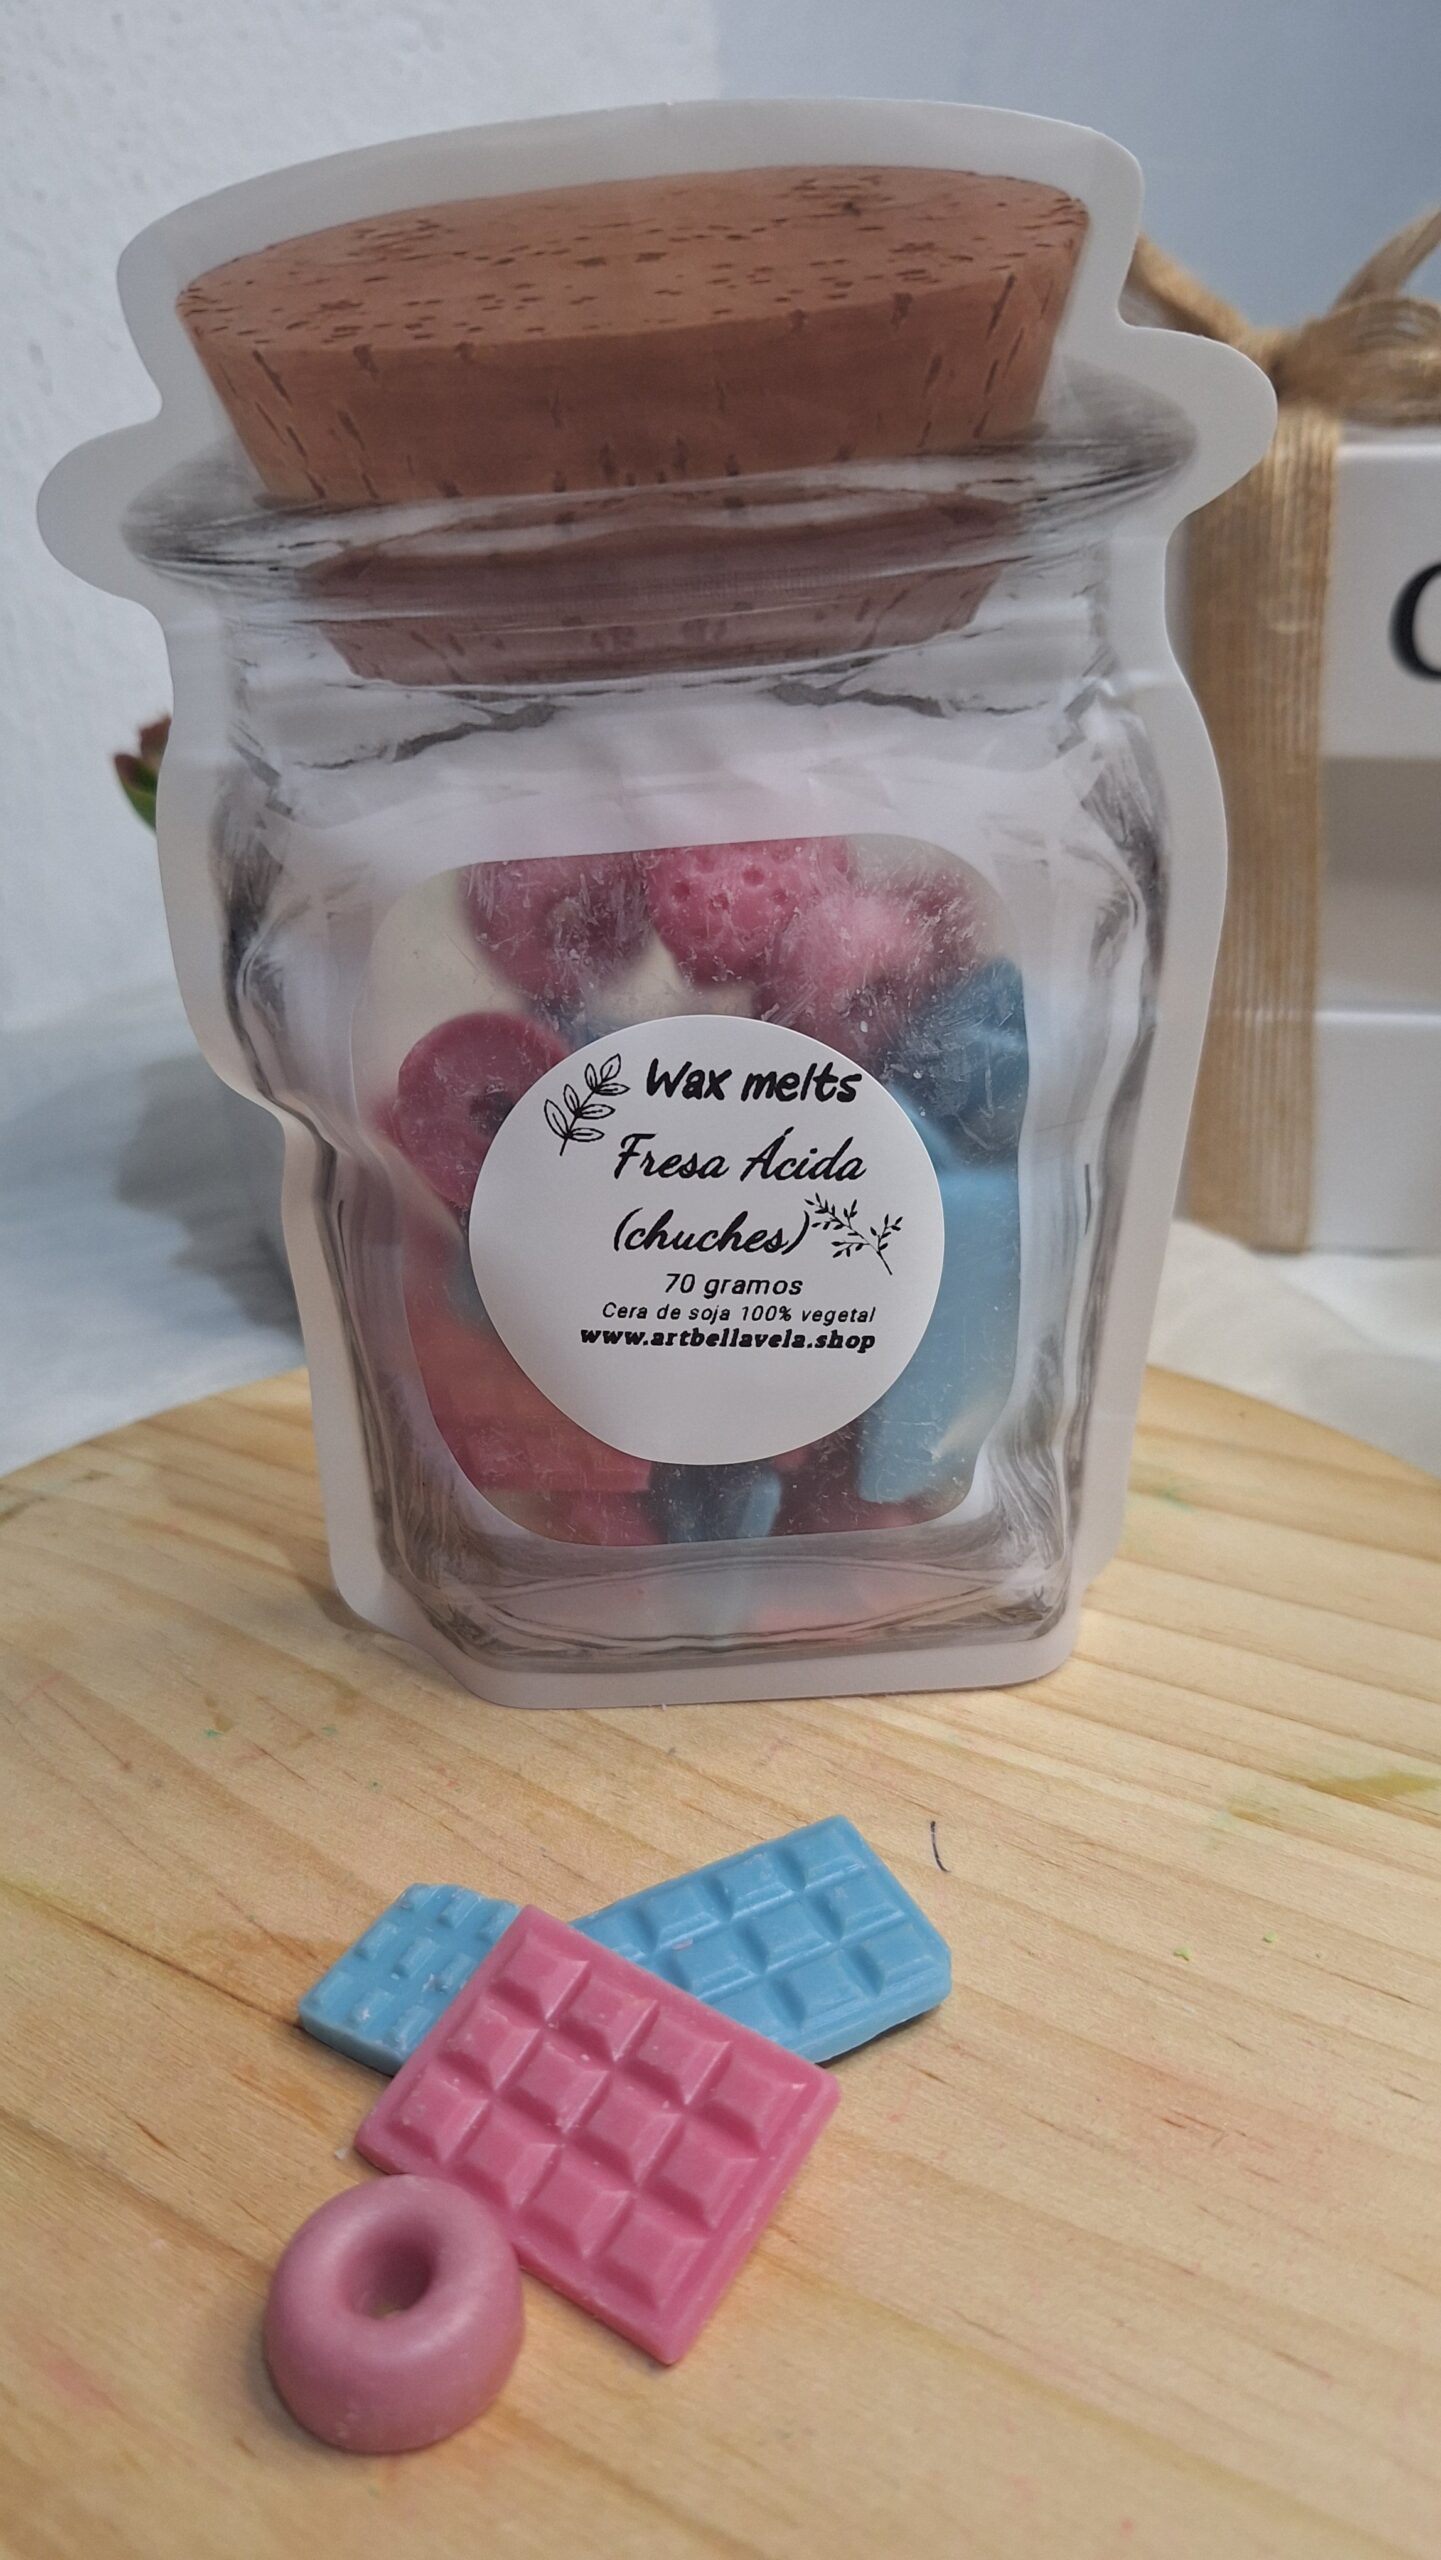 Wax melts
Fresa Ácida
(chuches)
70 gramos
Cera de soja 100% vegetal
www.artbellavela.shop